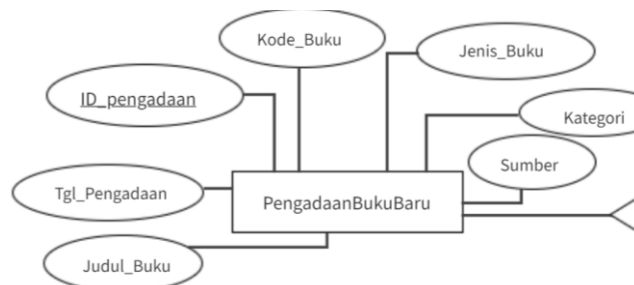 Kode_Buku
Jenis_Buku
ID_pengadaan
Kategori
Sumber
Tgl_Pengadaan
PengadaanBukuBaru
Judul_Buku